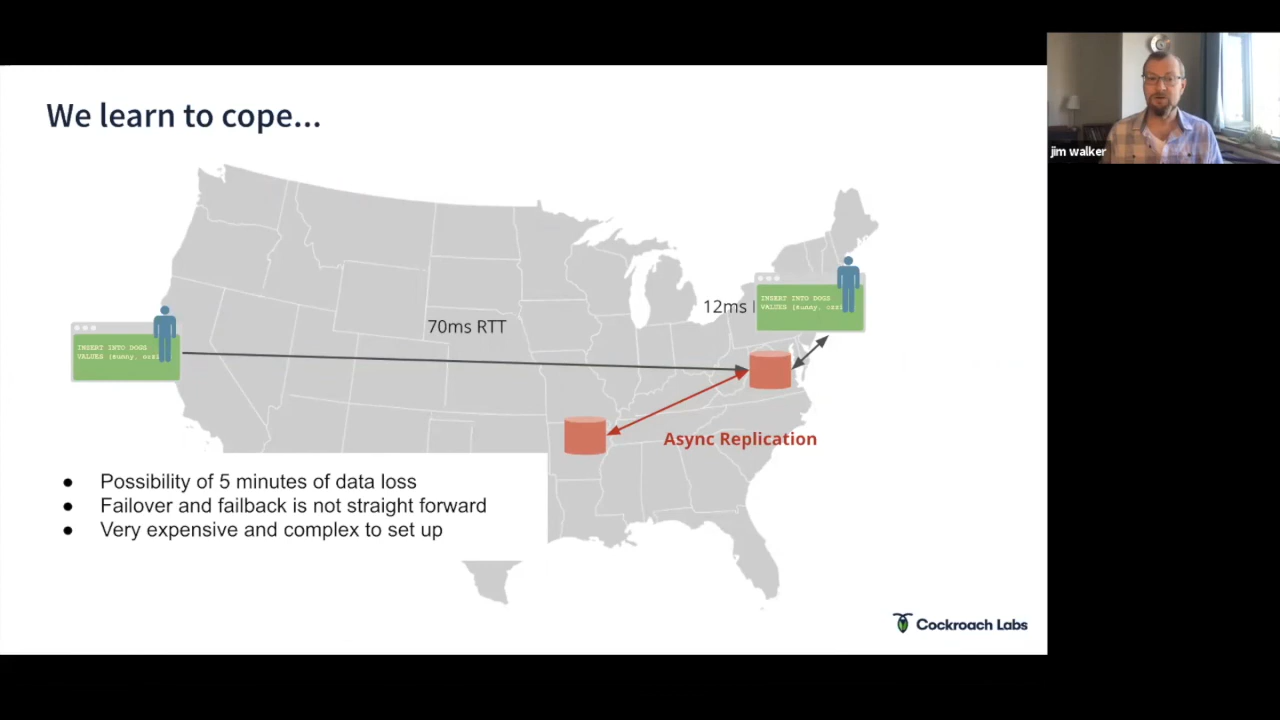 We learn to cope...
jim walker
12ms
70ms RTT
INSERT INTO DOGS
VALUES (sunny,
INSERT INTO DOGS
VALUES (sunny,
Async Replication
● Possibility of 5 minutes of data loss
● Failover and failback is not straight forward
● Very expensive and complex to set up
Cockroach Labs